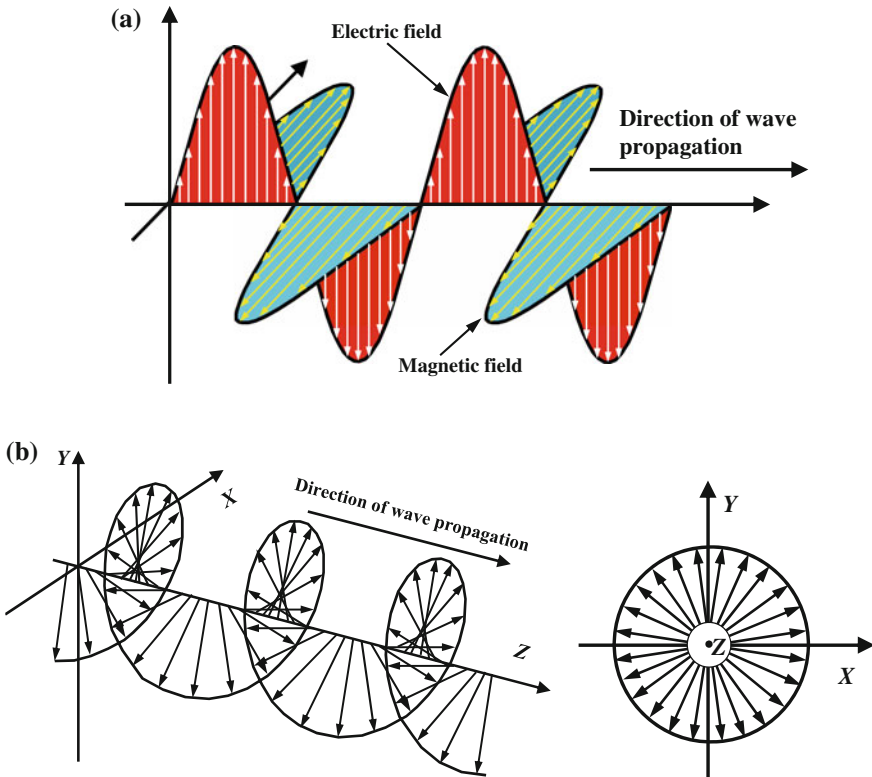 (a)
Electric field
Direction of wave
propagation
Magnetic field
(b)
Y
X
Direction of wave propagation
Z
Y
Z
X